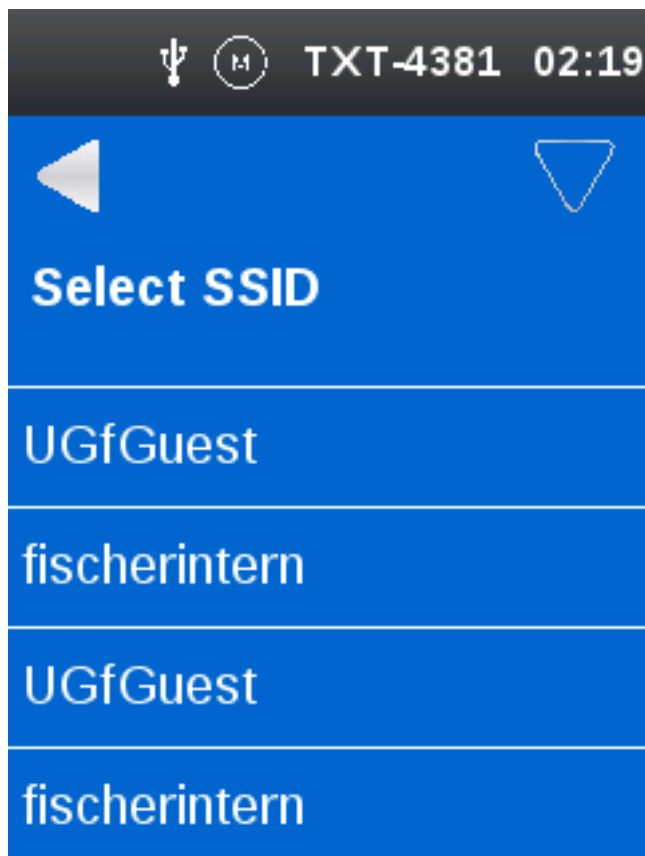 M TXT-4381 02:19
Select SSID
UGfGuest
fischerintern
UGfGuest
fischerintern